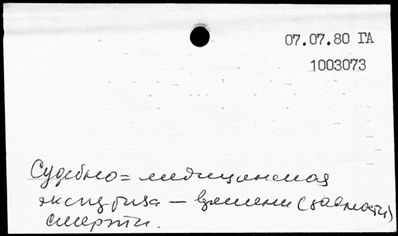 07.07.80 ГА
1003073
Судебно=медицинская
экспертиза — времени (давности)
смерти.